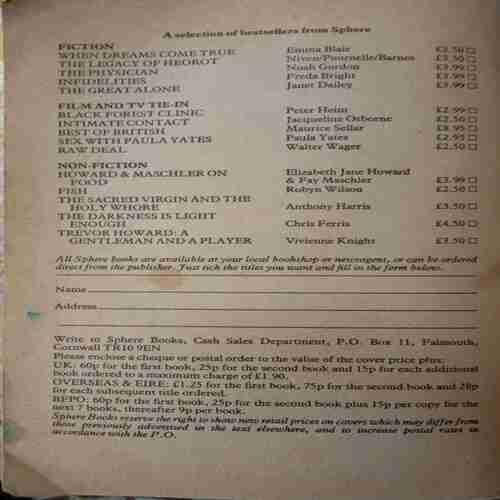 A selection of bestsellers from Sphere
FICTION
WHEN DREAMS COME TRUE Emma Blair £3.50 □
THE LEGACY OF HEOROT Niven/Pournelle/Barnes £3.50 □
THE PHYSICIAN Noah Gordon £3.99 □
INFIDELITIES Freda Bright £3.99 □
THE GREAT ALONE Janet Dailey £3.99 □
FILM AND TV TIE-IN
BLACK FOREST CLINIC Peter Heim £2.99 □
INTIMATE CONTACT Jacqueline Osborne £2.50 □
BEST OF BRITISH Maurice Sellar £8.95 □
SEX WITH PAULA YATES Paula Yates £2.95 □
RAW DEAL Walter Wager £2.50 □
NON-FICTION
HOWARD & MASCHLER ON Elizabeth Jane Howard
FOOD & Fay Maschler £3.99 □
FISH Robyn Wilson £2.50 □
THE SACRED VIRGIN AND THE
HOLY WHORE Anthony Harris £3.50 □
THE DARKNESS IS LIGHT
ENOUGH Chris Ferris £4.50 □
TREVOR HOWARD: A
GENTLEMAN AND A PLAYER Vivienne Knight £3.50 □
All Sphere books are available at your local bookshop or newsagent, or can be ordered
direct from the publisher. Just tick the titles you want and fill in the form below.
Name
Address
Write to Sphere Books, Cash Sales Department, P.O. Box 11, Falmouth,
Cornwall TR10 9EN
Please enclose a cheque or postal order to the value of the cover price plus:
UK: 60p for the first book, 25p for the second book and 15p for each additional
book ordered to a maximum charge of £1.90.
OVERSEAS & EIRE: £1.25 for the first book, 75p for the second book and 28p
for each subsequent title ordered.
BFPO: 60p for the first book, 25p for the second book plus 15p per copy for the
next 7 books, thereafter 9p per book.
Sphere Books reserve the right to show new retail prices on covers which may differ from
those previously advertised in the text elsewhere, and to increase postal rates in
accordance with the P.O.